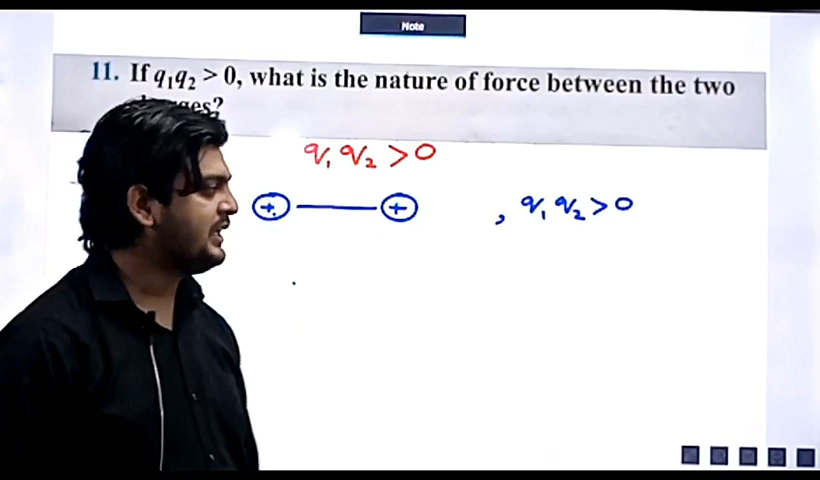 Note
11. If q₁q₂ > 0, what is the nature of force between the two
q₁ q₂ > 0
+ +, q₁ q₂ > 0